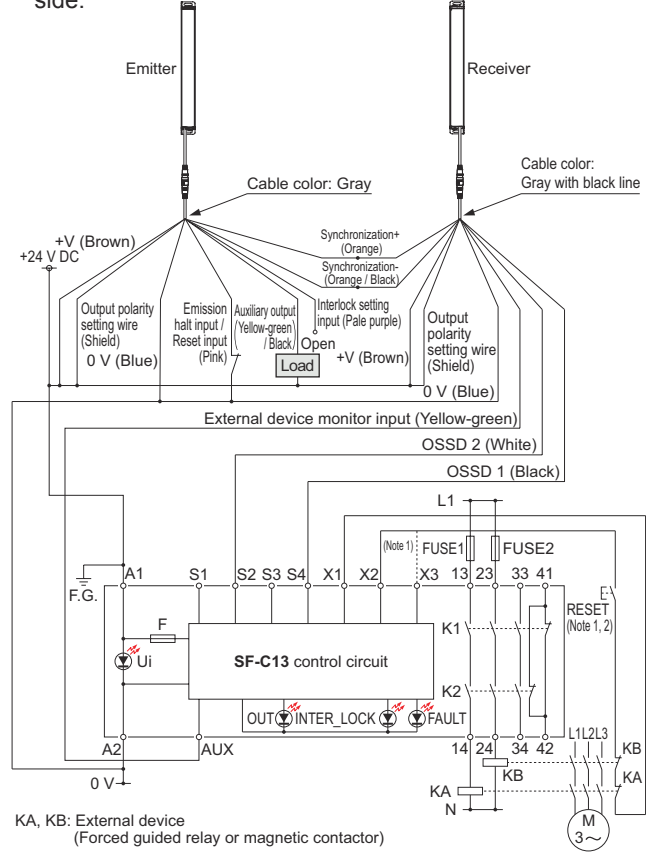 side.
Emitter
Receiver
Cable color: Gray
Cable color:
Gray with black line
+V (Brown)
+24 V DC
Synchronization+
(Orange)
Synchronization-
(Orange / Black)
Output polarity
setting wire
(Shield)
0 V (Blue)
Emission
halt input /
Reset input
(Pink)
Auxiliary output
(Yellow-green
/ Black)
Interlock setting
input (Pale purple)
Open
Load
+V (Brown)
Output
polarity
setting wire
(Shield)
0 V (Blue)
External device monitor input (Yellow-green)
OSSD 2 (White)
OSSD 1 (Black)
L1
(Note 1)
FUSE1
FUSE2
F.G.
A1
S1
S2
S3
S4
X1
X2
X3
13
23
33
41
RESET
(Note 1, 2)
F
Ui
SF-C13 control circuit
K1
K2
OUT
INTER_LOCK
FAULT
A2
AUX
14
24
34
42
L1L2L3
KB
KA
0 V
KB
KA
N
M
3~
KA, KB: External device
(Forced guided relay or magnetic contactor)